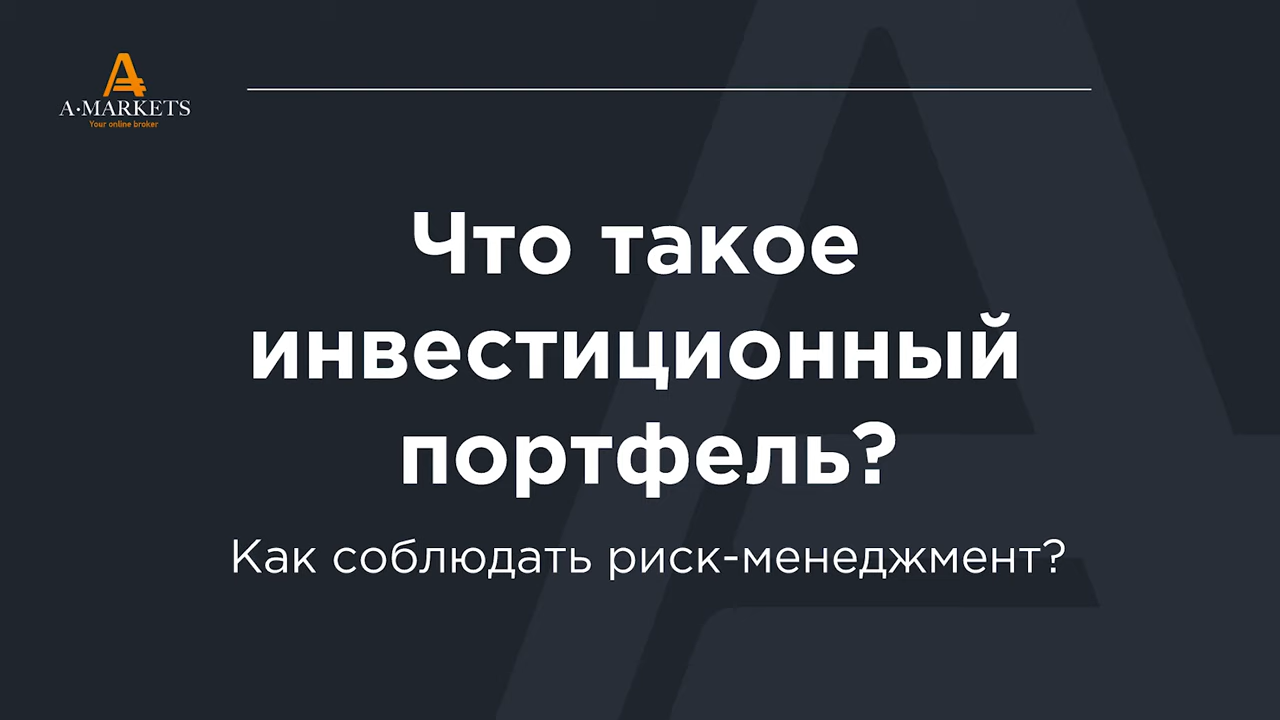 A·MARKETS
Your online broker
Что такое
инвестиционный
портфель?
Как соблюдать риск-менеджмент?